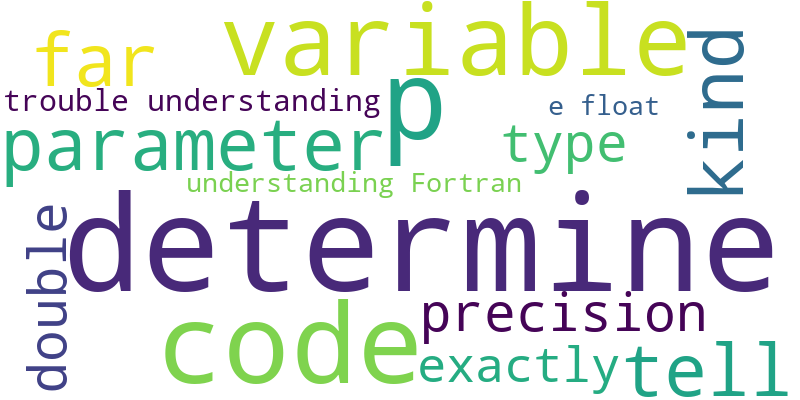 far
variable
kind
trouble understanding
p
e float
parameter
type
understanding Fortran
determine
double
code
precision
exactly
tell